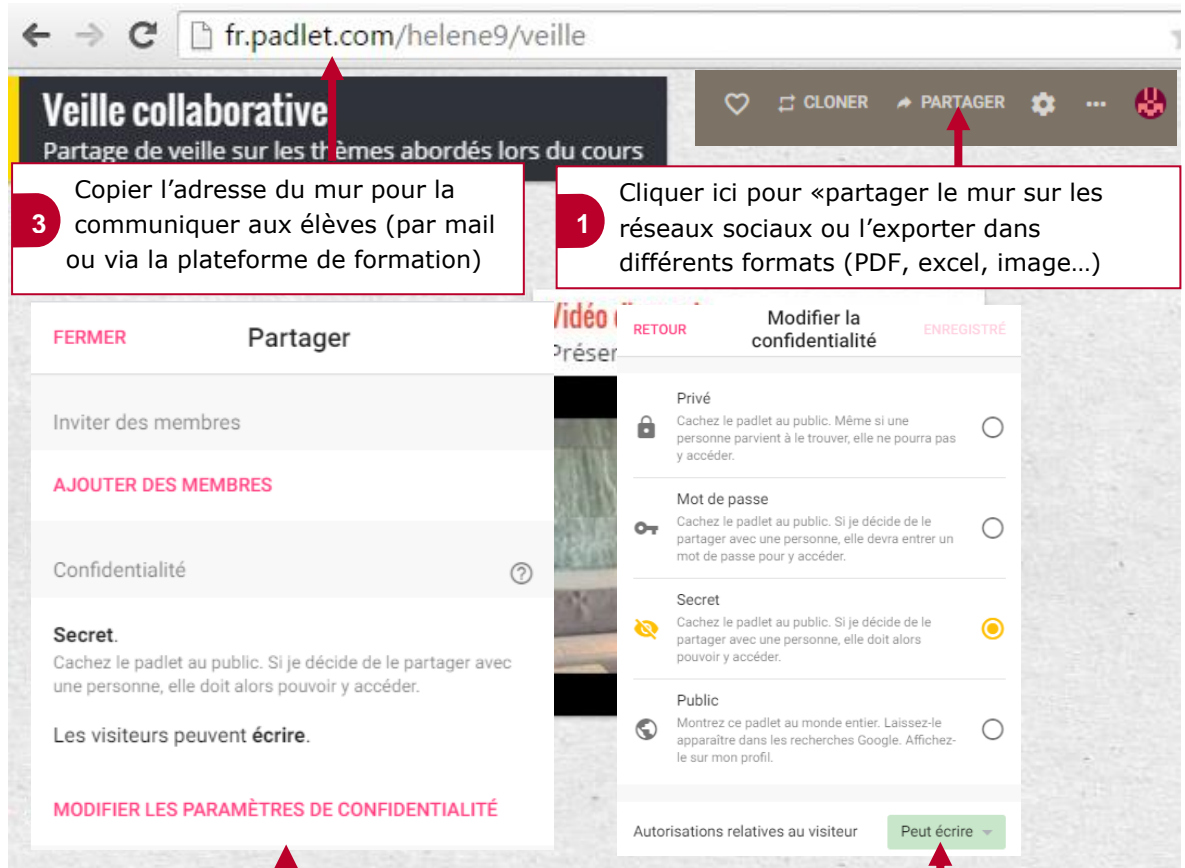 fr.padlet.com/helene9/veille
Veille collaborative
Partage de veille sur les thèmes abordés lors du cours
CLONER
PARTAGER
3
Copier l’adresse du mur pour la
communiquer aux élèves (par mail
ou via la plateforme de formation)
1
Cliquer ici pour «partager le mur sur les
réseaux sociaux ou l’exporter dans
différents formats (PDF, excel, image…)
FERMER
Partager
Inviter des membres
AJOUTER DES MEMBRES
Confidentialité
Secret.
Cachez le padlet au public. Si je décide de le partager avec
une personne, elle doit alors pouvoir y accéder.
Les visiteurs peuvent écrire.
MODIFIER LES PARAMÈTRES DE CONFIDENTIALITÉ
Vidéo
Préser
RETOUR
Modifier la
confidentialité
ENREGISTRÉ
Privé
Cachez le padlet au public. Même si une
personne parvient à le trouver, elle ne pourra pas
y accéder.
Mot de passe
Cachez le padlet au public. Si je décide de le
partager avec une personne, elle devra entrer un
mot de passe pour y accéder.
Secret
Cachez le padlet au public. Si je décide de le
partager avec une personne, elle doit alors
pouvoir y accéder.
Public
Montrez ce padlet au monde entier. Laissez-le
apparaître dans les recherches Google. Affichez-
le sur mon profil.
Autorisations relatives au visiteur
Peut écrire